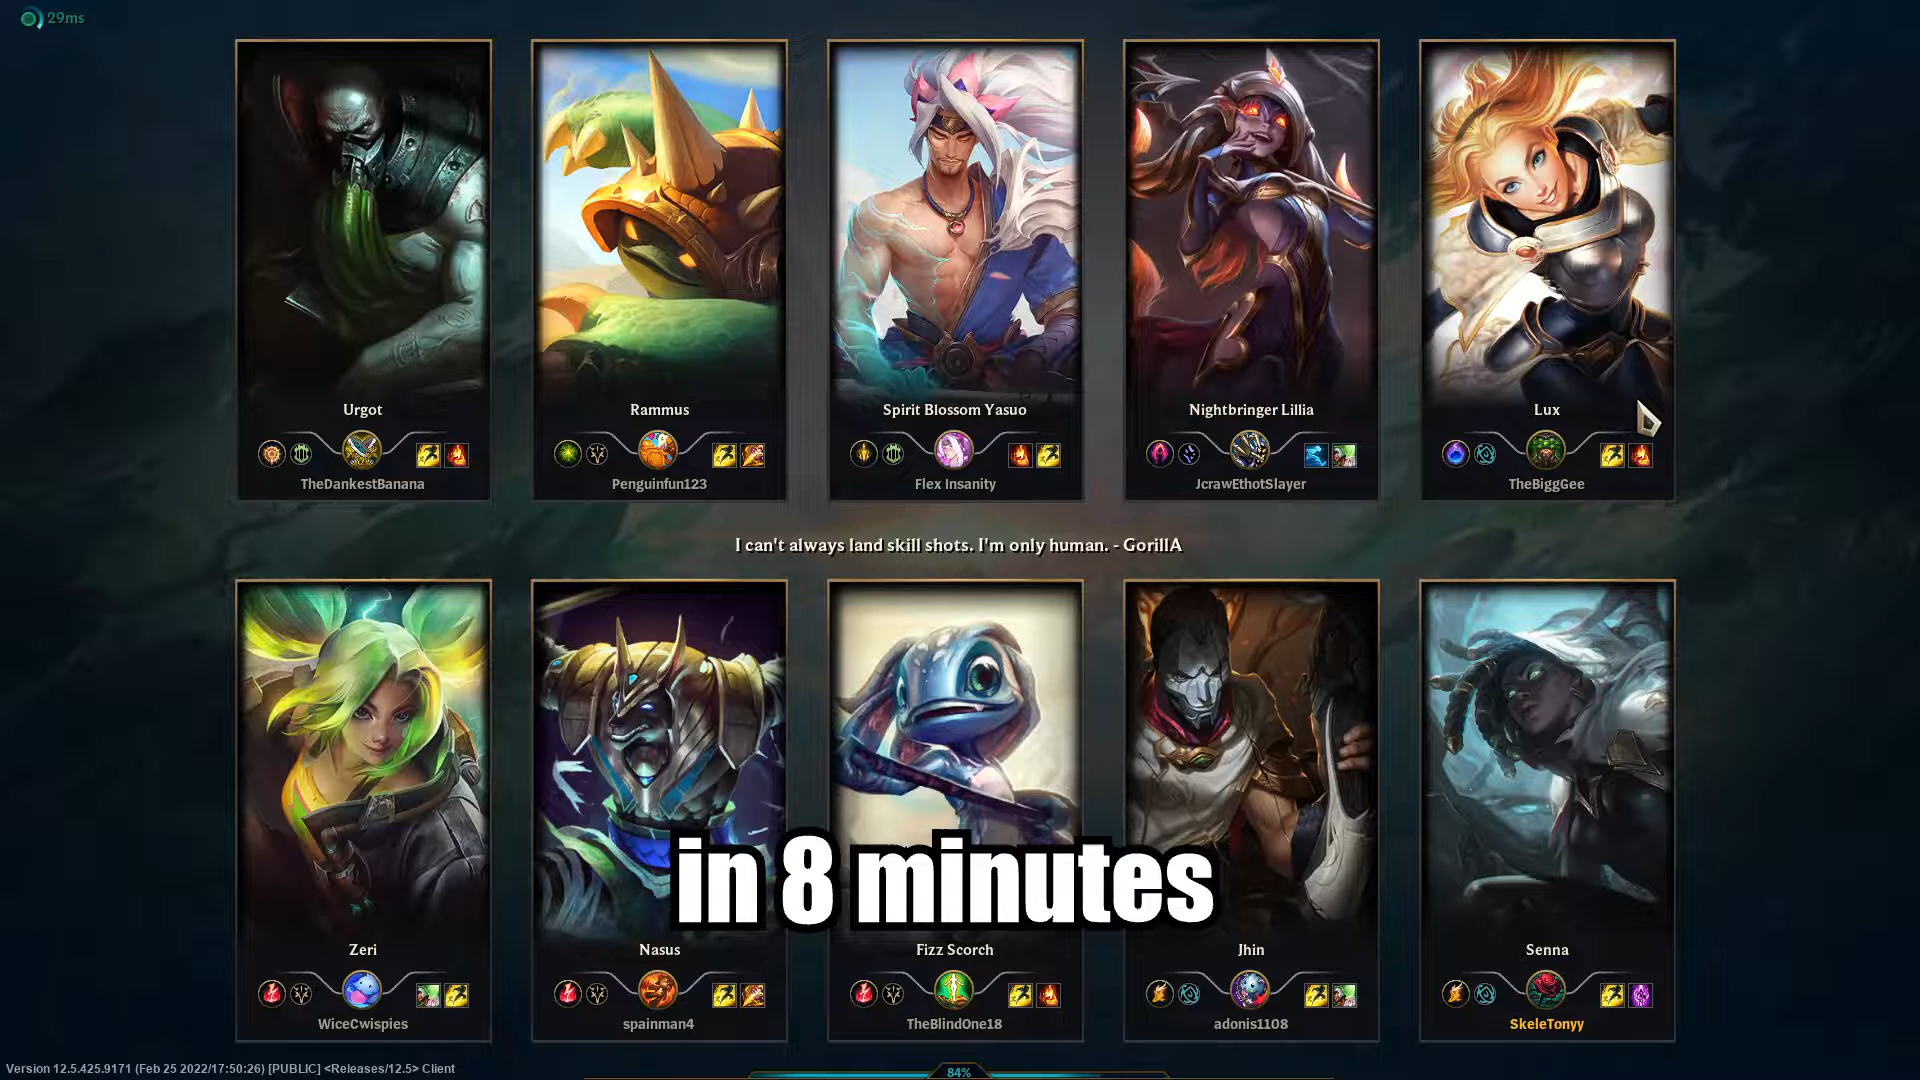 29ms
Urgot
Rammus
Spirit Blossom Yasuo
Nightbringer Lillia
Lux
TheDankestBanana
Penguinfun123
Flex Insanity
JcrawEthotSlayer
TheBiggGee
I can't always land skill shots. I'm only human. - GorillA
in 8 minutes
Zeri
Nasus
Fizz Scorch
Jhin
Senna
WiceCwispies
spainman4
TheBlindOne18
adonis1108
SkeleTonyy
Version 12.5.425.9171 (Feb 25 2022/17:50:26) [PUBLIC] <Releases/12.5> Client
84%